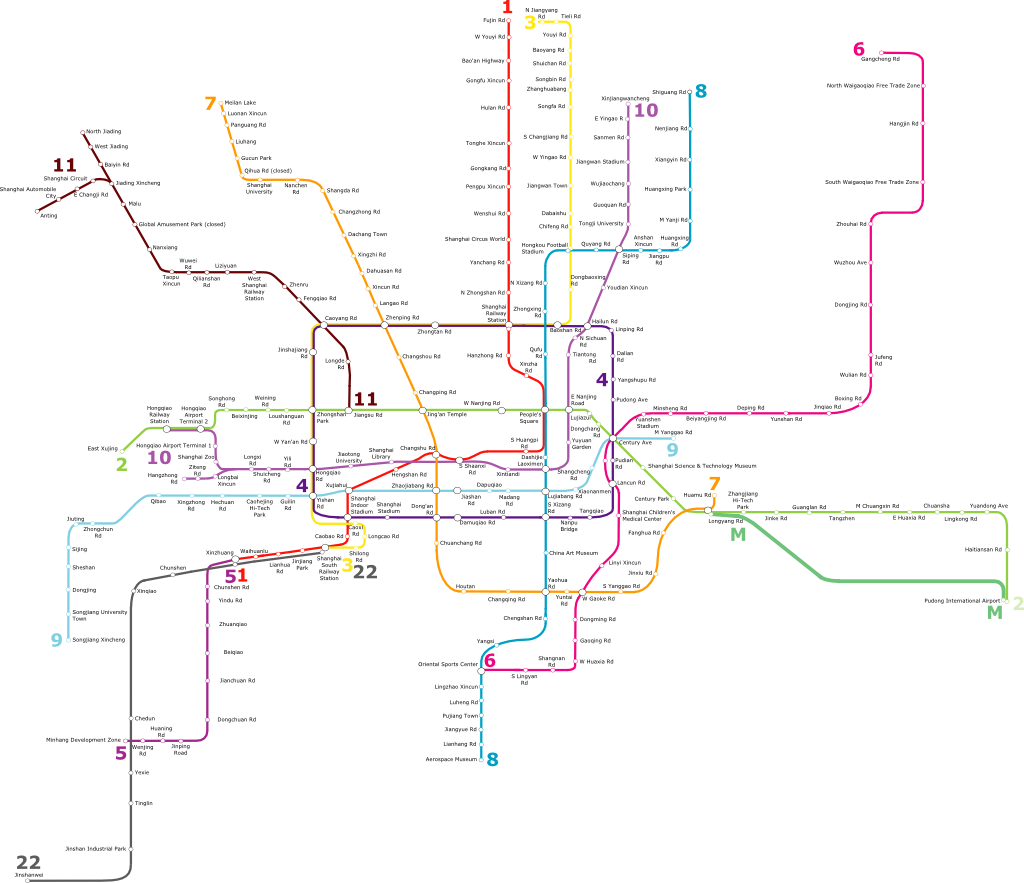 1
Fujin Rd
W Youyi Rd
Bao'an Highway
Gongfu Xincun
Hulan Rd
Tonghe Xincun
Gongkang Rd
Pengpu Xincun
Wenshui Rd
Shanghai Circus World
Yanchang Rd
N Zhongshan Rd
Shanghai
Railway
Station
Hanzhong Rd
Xinzha
Rd
N Jiangyang
Rd
Tieli Rd
3
Youyi Rd
Baoyang Rd
Shuichan Rd
Songbin Rd
Zhanghuabang
Songfa Rd
S Changjiang Rd
W Yingao Rd
Jiangwan Town
Dabaishu
Chifeng Rd
Hongkou Football
Stadium
Dongbaoxing
Rd
Baoshan Rd
Xinjiangwancheng
10
E Yingao R
Sanmen Rd
Jiangwan Stadium
Wujiaochang
Guoquan Rd
Tongji University
Quyang Rd
Siping
Rd
Anshan
Xincun
Jiangpu
Rd
Huangxing
Rd
Youdian Xincun
Hailun Rd
Shiguang Rd
8
Nenjiang Rd
Xiangyin Rd
Huangxing Park
M Yanji Rd
N Xizang Rd
Zhongxing
Rd
Qufu
Rd
6
Gangcheng Rd
North Waigaoqiao Free Trade Zone
Hangjin Rd
South Waigaoqiao Free Trade Zone
Zhouhai Rd
Wuzhou Ave
Dongjing Rd
Jufeng
Rd
Wulian Rd
Boxing Rd
Jinqiao Rd
Yunshan Rd
Deping Rd
Beiyangjing Rd
Minsheng Rd
Yuanshen
Stadium
7
Meilan Lake
Luonan Xincun
Panguang Rd
Liuhang
Gucun Park
Qihua Rd (closed)
Shanghai
University
Nanchen
Rd
Shangda Rd
Changzhong Rd
Dachang Town
Xingzhi Rd
Dahuasan Rd
Xincun Rd
Langao Rd
Zhenping Rd
Changshou Rd
Changping Rd
Jing'an Temple
North Jiading
West Jiading
Baiyin Rd
11
Shanghai Circuit
Jiading Xincheng
Shanghai Automobile
City
E Changji Rd
Anting
Malu
Global Amusement Park (closed)
Nanxiang
Taopu
Xincun
Wuwei
Rd
Qilianshan
Rd
Liziyuan
West
Shanghai
Railway
Station
Zhenru
Fengqiao Rd
Caoyang Rd
Longde
Rd
11
Zhongtan Rd
Linping Rd
N Sichuan
Rd
Tiantong
Rd
Dalian
Rd
4
Yangshupu Rd
Pudong Ave
Jinshajiang
Rd
Zhongshan
Park
Jiangsu Rd
W Nanjing Rd
People's
Square
E Nanjing
Road
Lujiazui
Dongchang
Rd
Yuyuan
Garden
Century Ave
M Yanggao Rd
9
Songhong
Rd
Beixinjing
Weining
Rd
Loushanguan
Rd
Hongqiao
Railway
Station
Hongqiao
Airport
Terminal 2
East Xujing
2
10
Hongqiao Airport Terminal 1
Shanghai Zoo
Ziteng
Rd
Hangzhong
Rd
Longbai
Xincun
Longxi
Rd
Shuicheng
Rd
Yili
Rd
W Yan'an Rd
Hongqiao
Rd
Jiaotong
University
Shanghai
Library
Changshu Rd
S Shaanxi
Rd
S Huangpi
Rd
Xintiandi
Dashijie
Laoximen
Shangcheng
Rd
Pudian
Rd
Lancun Rd
Shanghai Science & Technology Museum
Century Park
4
Xujiahui
Hengshan Rd
Zhaojiabang Rd
Dapuqiao
Jiashan
Rd
Madang
Rd
Lujiabang Rd
Xiaonanmen
Qibao
Xingzhong
Rd
Hechuan
Rd
Caohejing
Hi-Tech
Park
Guilin
Rd
Yishan
Rd
Shanghai
Indoor
Stadium
Shanghai
Stadium
Dong'an
Rd
Damuqiao Rd
Luban Rd
S Xizang
Rd
Nanpu
Bridge
Tangqiao
Shanghai Children's
Medical Center
7
Huamu Rd
Longyang Rd
Zhangjiang
Hi-Tech
Park
Jinke Rd
Guanglan Rd
Tangzhen
M Chuangxin Rd
E Huaxia Rd
Chuansha
Lingkong Rd
Yuandong Ave
Haitiansan Rd
Pudong International Airport
2
M
M
Fanghua Rd
Jinxiu Rd
S Yanggao Rd
Linyi Xincun
W Gaoke Rd
Yuntai
Rd
Yaohua
Rd
Changqing Rd
Houtan
Chuanchang Rd
China Art Museum
Chengshan Rd
Dongming Rd
Gaoqing Rd
W Huaxia Rd
Shangnan
Rd
S Lingyan
Rd
6
Yangsi
Oriental Sports Center
Lingzhao Xincun
Luheng Rd
Pujiang Town
Jiangyue Rd
Lianheng Rd
Aerospace Museum
8
Caoxi
Rd
Caobao Rd
Longcao Rd
Shilong
Rd
3
22
Shanghai
South
Railway
Station
Jinjiang
Park
Lianhua
Rd
Waihuanlu
Xinzhuang
5
1
Chunshen Rd
Yindu Rd
Zhuanqiao
Beiqiao
Jianchuan Rd
Dongchuan Rd
Jinping
Road
Huaning
Rd
Wenjing
Rd
Minhang Development Zone
5
Jiuting
Zhongchun
Rd
Sijing
Sheshan
Dongjing
Songjiang University
Town
9
Songjiang Xincheng
Chunshen
Xinqiao
Chedun
Yexie
Tinglin
Jinshan Industrial Park
22
Jinshanwei